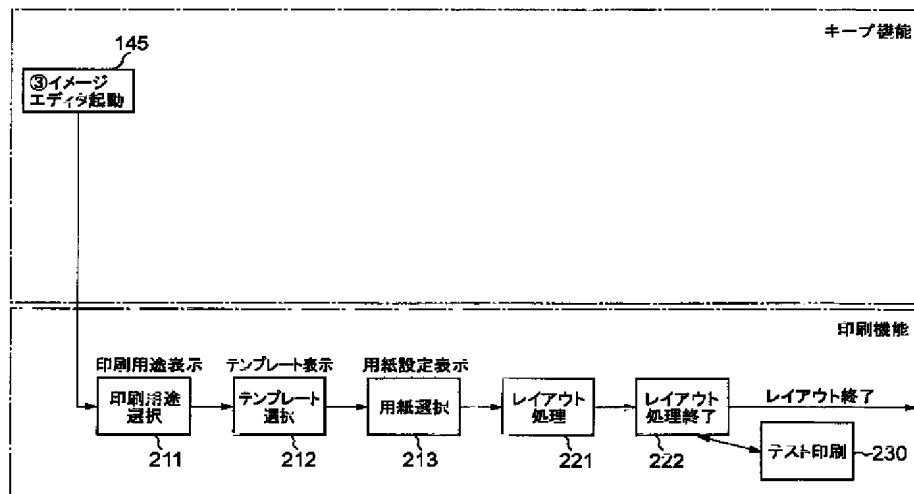 キープ機能
145
③イメージ
エディタ起動
印刷機能
印刷用途表示
印刷用途
選択
211
テンプレート表示
テンプレート
選択
212
用紙設定表示
用紙選択
213
レイアウト
処理
221
レイアウト
処理終了
222
レイアウト終了
テスト印刷
230